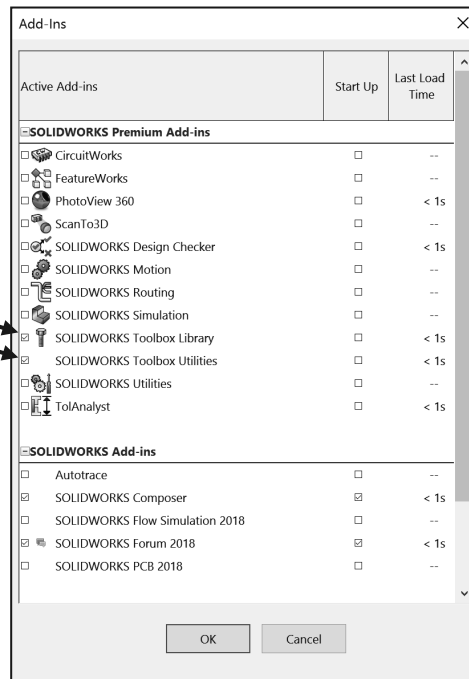 Add-Ins
Active Add-ins Start Up Last Load Time
SOLIDWORKS Premium Add-ins
CircuitWorks --
FeatureWorks --
PhotoView 360 < 1s
ScanTo3D --
SOLIDWORKS Design Checker < 1s
SOLIDWORKS Motion --
SOLIDWORKS Routing --
SOLIDWORKS Simulation --
SOLIDWORKS Toolbox Library < 1s
SOLIDWORKS Toolbox Utilities < 1s
SOLIDWORKS Utilities --
TolAnalyst < 1s
SOLIDWORKS Add-ins
Autotrace --
SOLIDWORKS Composer < 1s
SOLIDWORKS Flow Simulation 2018 --
SOLIDWORKS Forum 2018 < 1s
SOLIDWORKS PCB 2018 --
OK Cancel